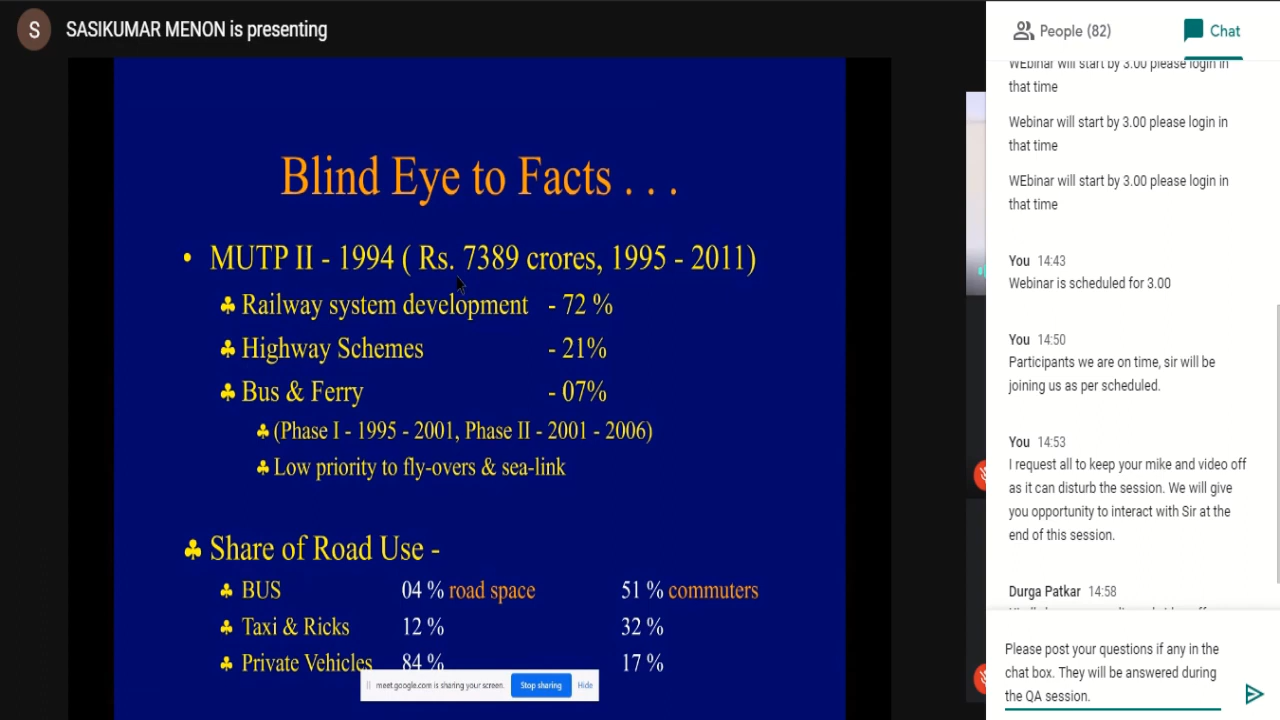 S SASIKUMAR MENON is presenting
Blind Eye to Facts . . .
• MUTP II - 1994 ( Rs. 7389 crores, 1995 - 2011)
♣ Railway system development - 72 %
♣ Highway Schemes - 21%
♣ Bus & Ferry - 07%
♣ (Phase I - 1995 - 2001, Phase II - 2001 - 2006)
♣ Low priority to fly-overs & sea-link
♣ Share of Road Use -
♣ BUS 04 % road space 51 % commuters
♣ Taxi & Ricks 12 % 32 %
♣ Private Vehicles 84 % 17 %
meet.google.com is sharing your screen. Stop sharing Hide
People (82) Chat
WEbinar will start by 3.00 please login in
that time
Webinar will start by 3.00 please login in
that time
WEbinar will start by 3.00 please login in
that time
You 14:43
Webinar is scheduled for 3.00
You 14:50
Participants we are on time, sir will be
joining us as per scheduled.
You 14:53
I request all to keep your mike and video off
as it can disturb the session. We will give
you opportunity to interact with Sir at the
end of this session.
Durga Patkar 14:58
Please post your questions if any in the
chat box. They will be answered during
the QA session.